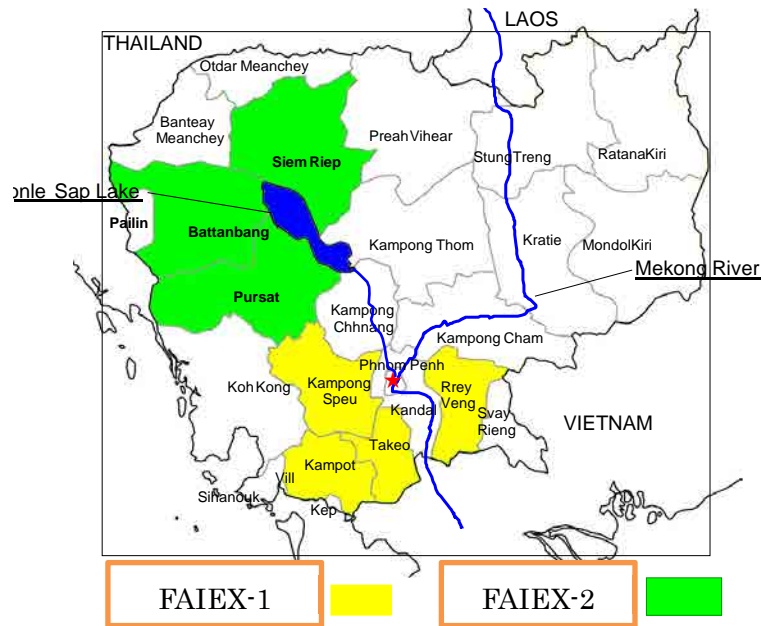 LAOS
THAILAND
Otdar Meanchey
Banteay
Meanchey
Preah Vihear
Siem Riep
StungTreng
RatanaKiri
onle Sap Lake
Pailin
Battanbang
Kampong Thom
Kratie
MondolKiri
Mekong River
Pursat
Kampong
Chhnang
Kampong Cham
Phnom Penh
Koh Kong
Kampong
Speu
Rrey
Veng
Kandal
Svay
Rieng
VIETNAM
Takeo
Kampot
Vill
Sihanouk
Kep
FAIEX-1
FAIEX-2